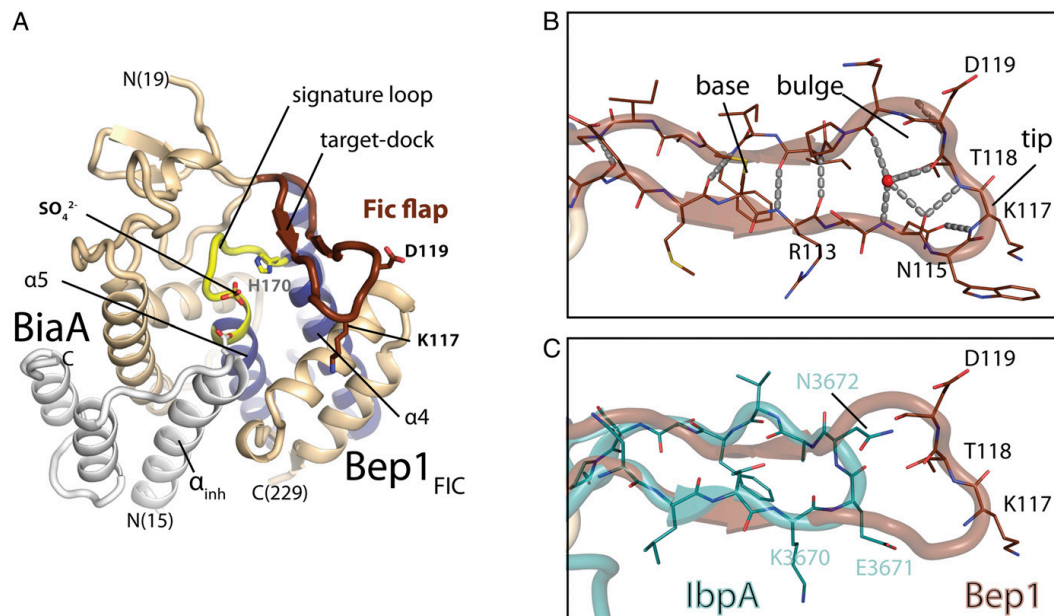 A
N(19)
signature loop
target-dock
SO₄²⁻
Fic flap
D119
H170
α5
BiaA
C
K117
α4
αinh
Bep1FIC
N(15)
C(229)
B
D119
base
bulge
tip
T118
K117
R113
N115
C
D119
N3672
T118
K117
K3670
E3671
IbpA
Bep1